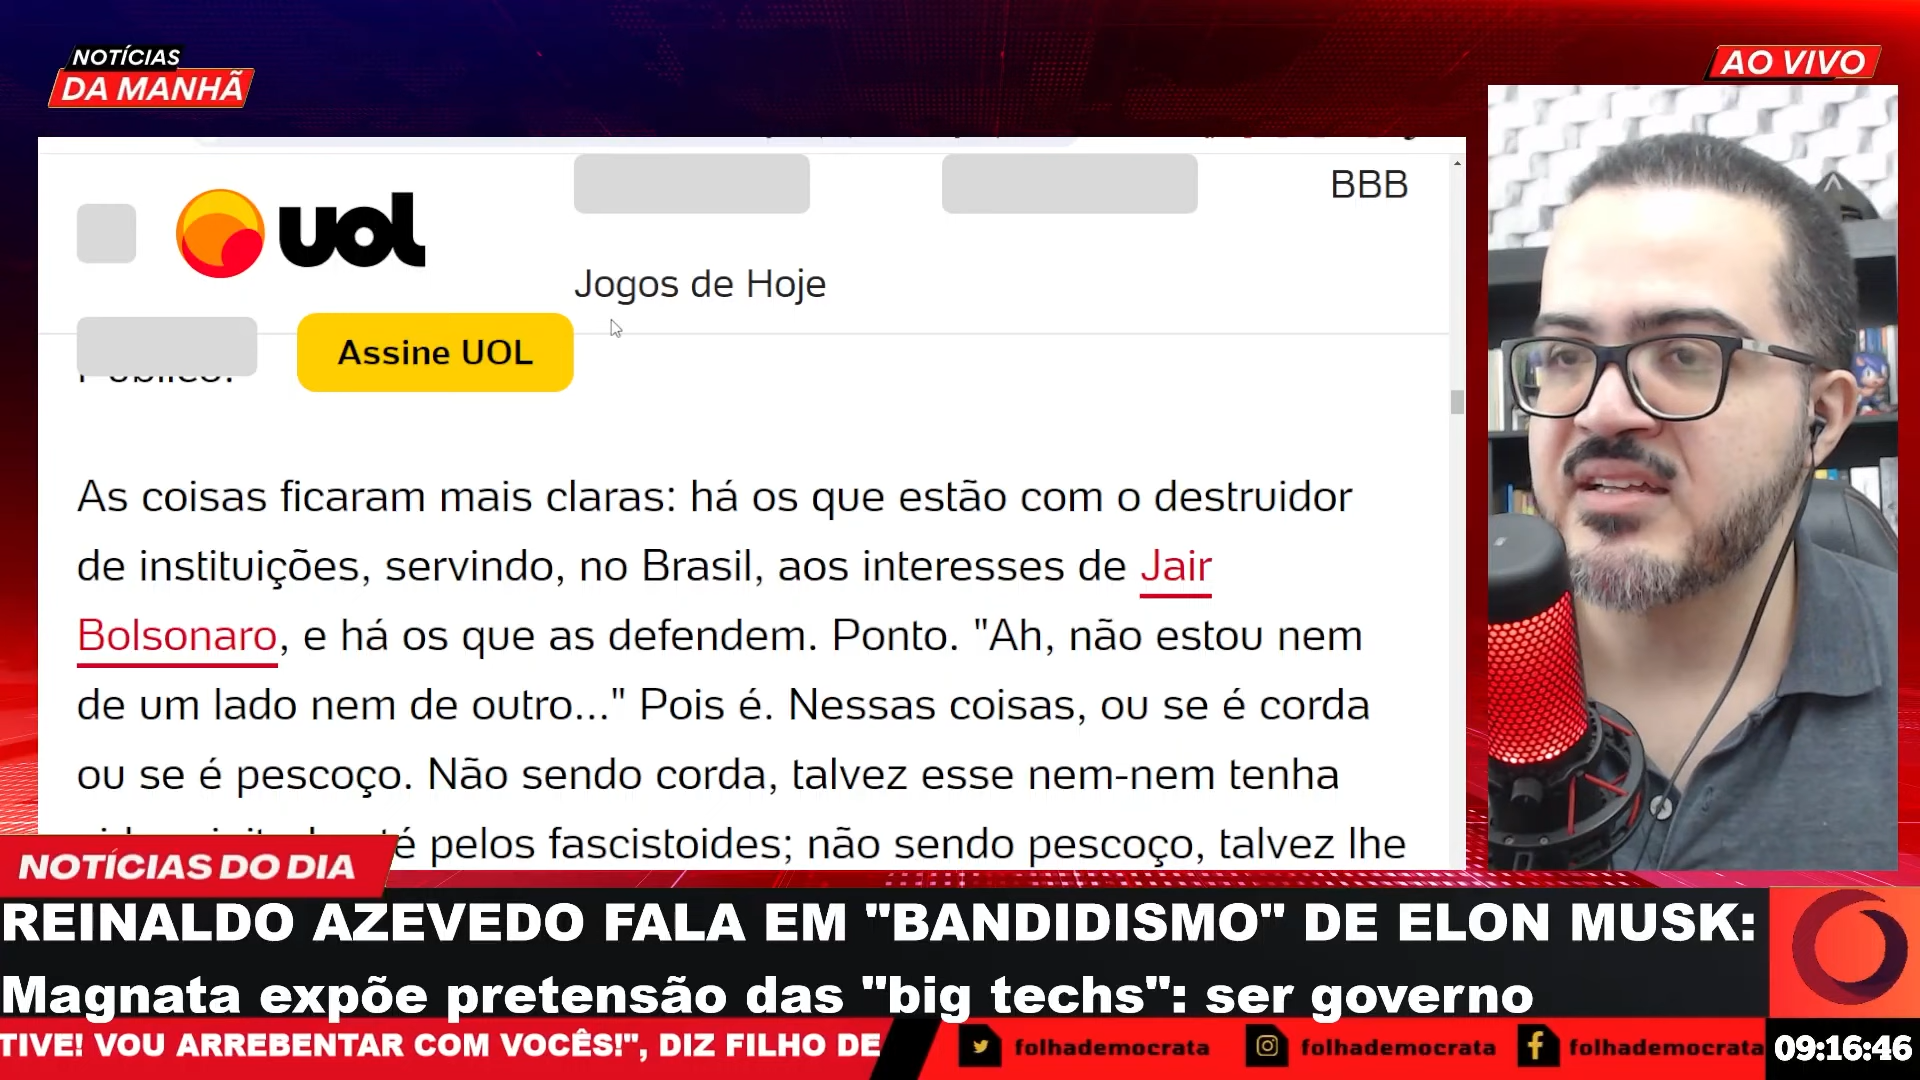 NOTÍCIAS
DA MANHÃ
AO VIVO
BBB
uol
Jogos de Hoje
Assine UOL
As coisas ficaram mais claras: há os que estão com o destruidor
de instituições, servindo, no Brasil, aos interesses de Jair
Bolsonaro, e há os que as defendem. Ponto. "Ah, não estou nem
de um lado nem de outro..." Pois é. Nessas coisas, ou se é corda
ou se é pescoço. Não sendo corda, talvez esse nem-nem tenha
pelos fascistoides; não sendo pescoço, talvez lhe
NOTÍCIAS DO DIA
REINALDO AZEVEDO FALA EM "BANDIDISMO" DE ELON MUSK:
Magnata expõe pretensão das "big techs": ser governo
TIVE! VOU ARREBENTAR COM VOCÊS!", DIZ FILHO DE
folhademocrata
folhademocrata
folhademocrata
09:16:46